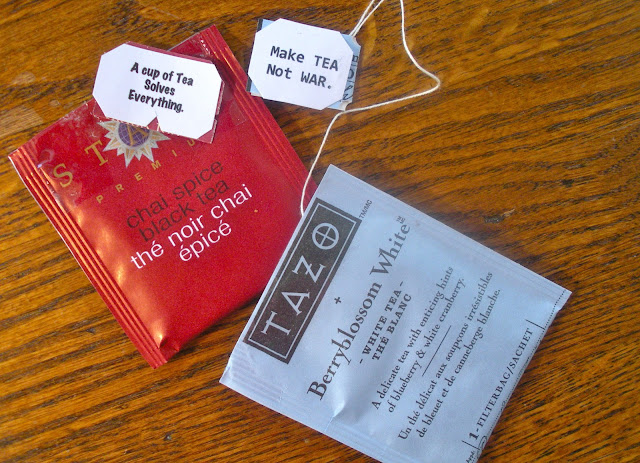 A cup of Tea
Solves
Everything.
Make TEA
Not WAR.
PREMIUM
chai spice
black tea
thé noir chai
épicé
TAZO
Berryblossom White
- WHITE TEA -
THÉ BLANC
A delicate tea with enticing hints
of blueberry & white cranberry.
Un thé délicat aux soupçons irrésistibles
de bleuet et de canneberge blanche.
1 - FILTERBAG/SACHET